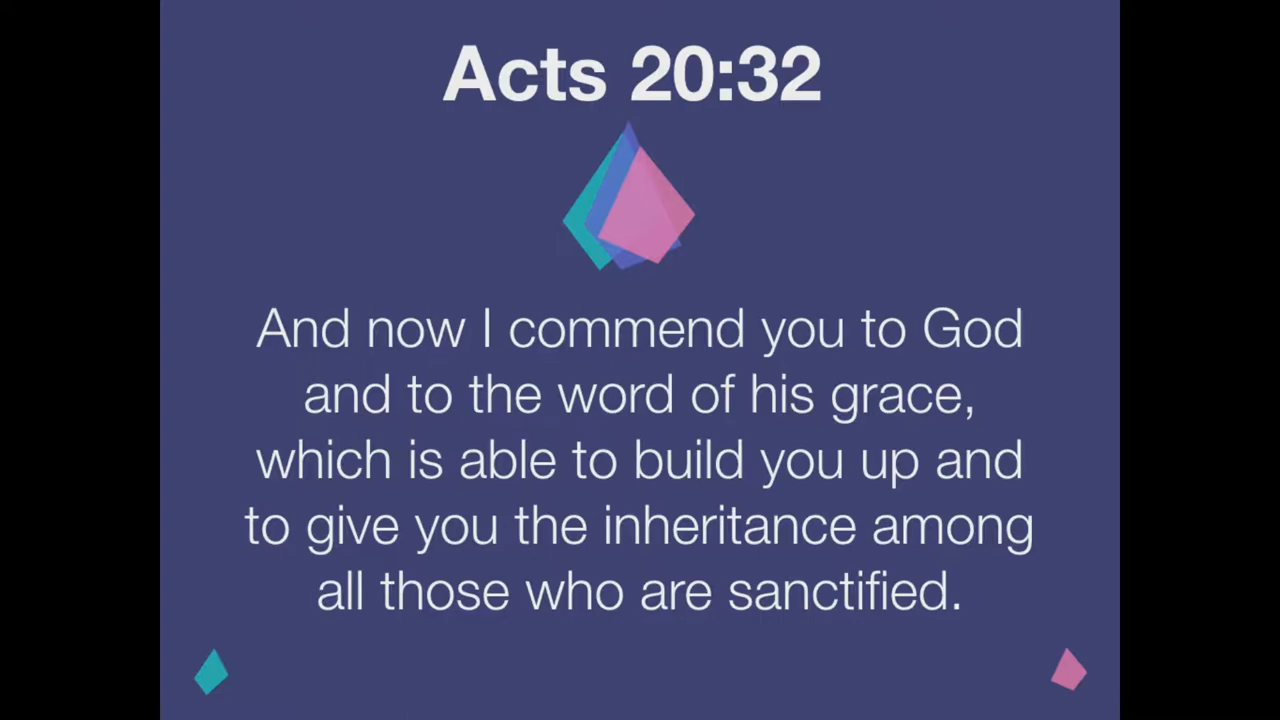 Acts 20:32
And now I commend you to God
and to the word of his grace,
which is able to build you up and
to give you the inheritance among
all those who are sanctified.